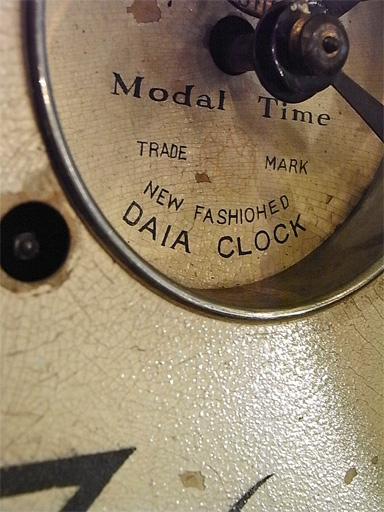 Modal Time
TRADE MARK
NEW FASHIOHED
DAIA CLOCK